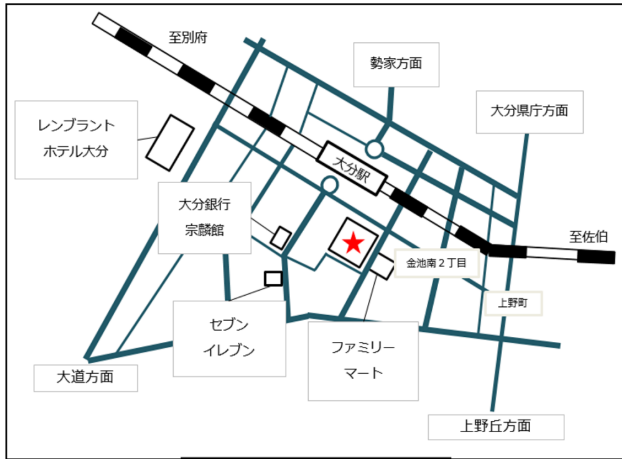 至別府
勢家方面
大分県庁方面
レンブラント
ホテル大分
大分駅
大分銀行
宗麟館
至佐伯
金池南２丁目
上野町
セブン
イレブン
ファミリー
マート
大道方面
上野丘方面